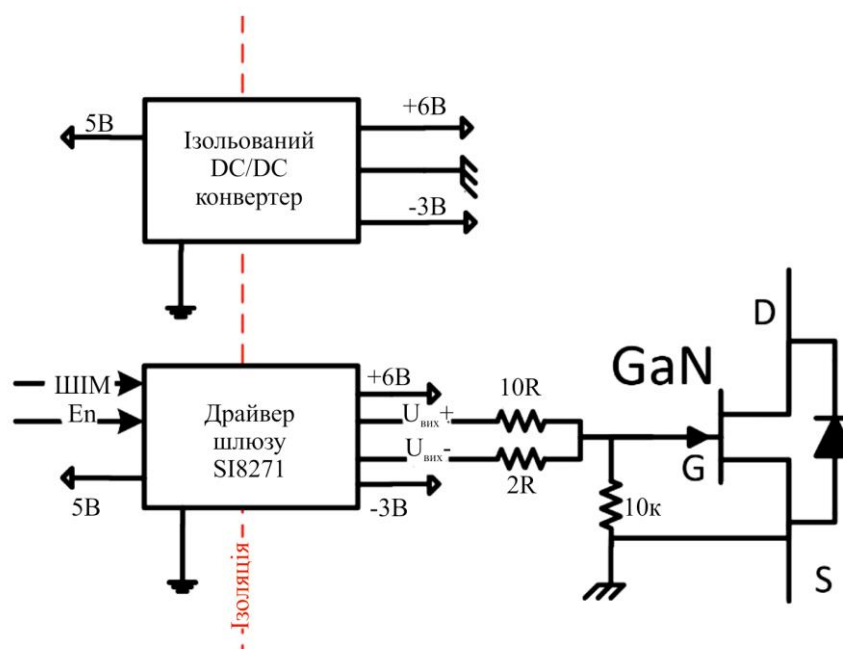 5В
Ізольований
DC/DC
конвертер
+6В
-3В
ШІМ
En
5В
Драйвер
шлюзу
SI8271
+6В
Uвих+
Uвих-
-3В
10R
2R
10к
GaN
D
G
S
Ізоляція